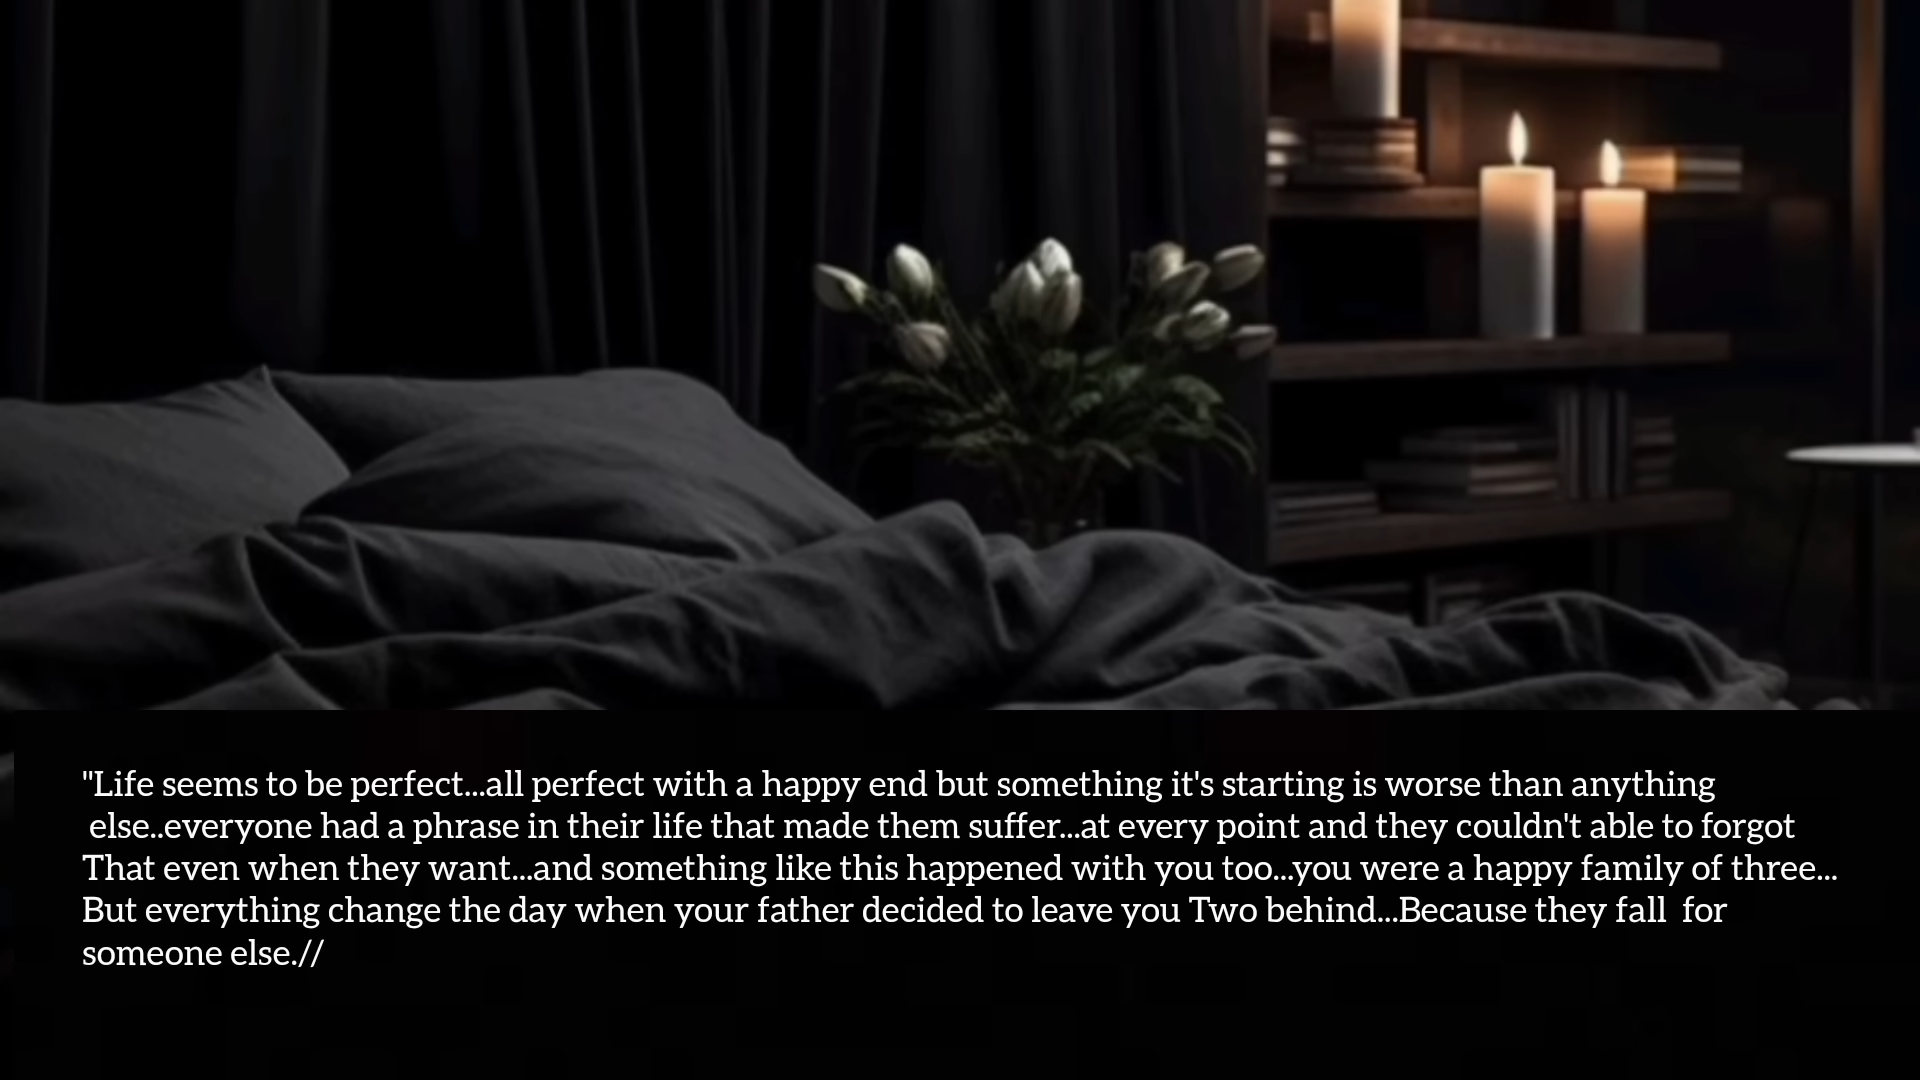 "Life seems to be perfect...all perfect with a happy end but something it's starting is worse than anything
else..everyone had a phrase in their life that made them suffer...at every point and they couldn't able to forgot
That even when they want...and something like this happened with you too...you were a happy family of three...
But everything change the day when your father decided to leave you Two behind...Because they fall  for
someone else.//